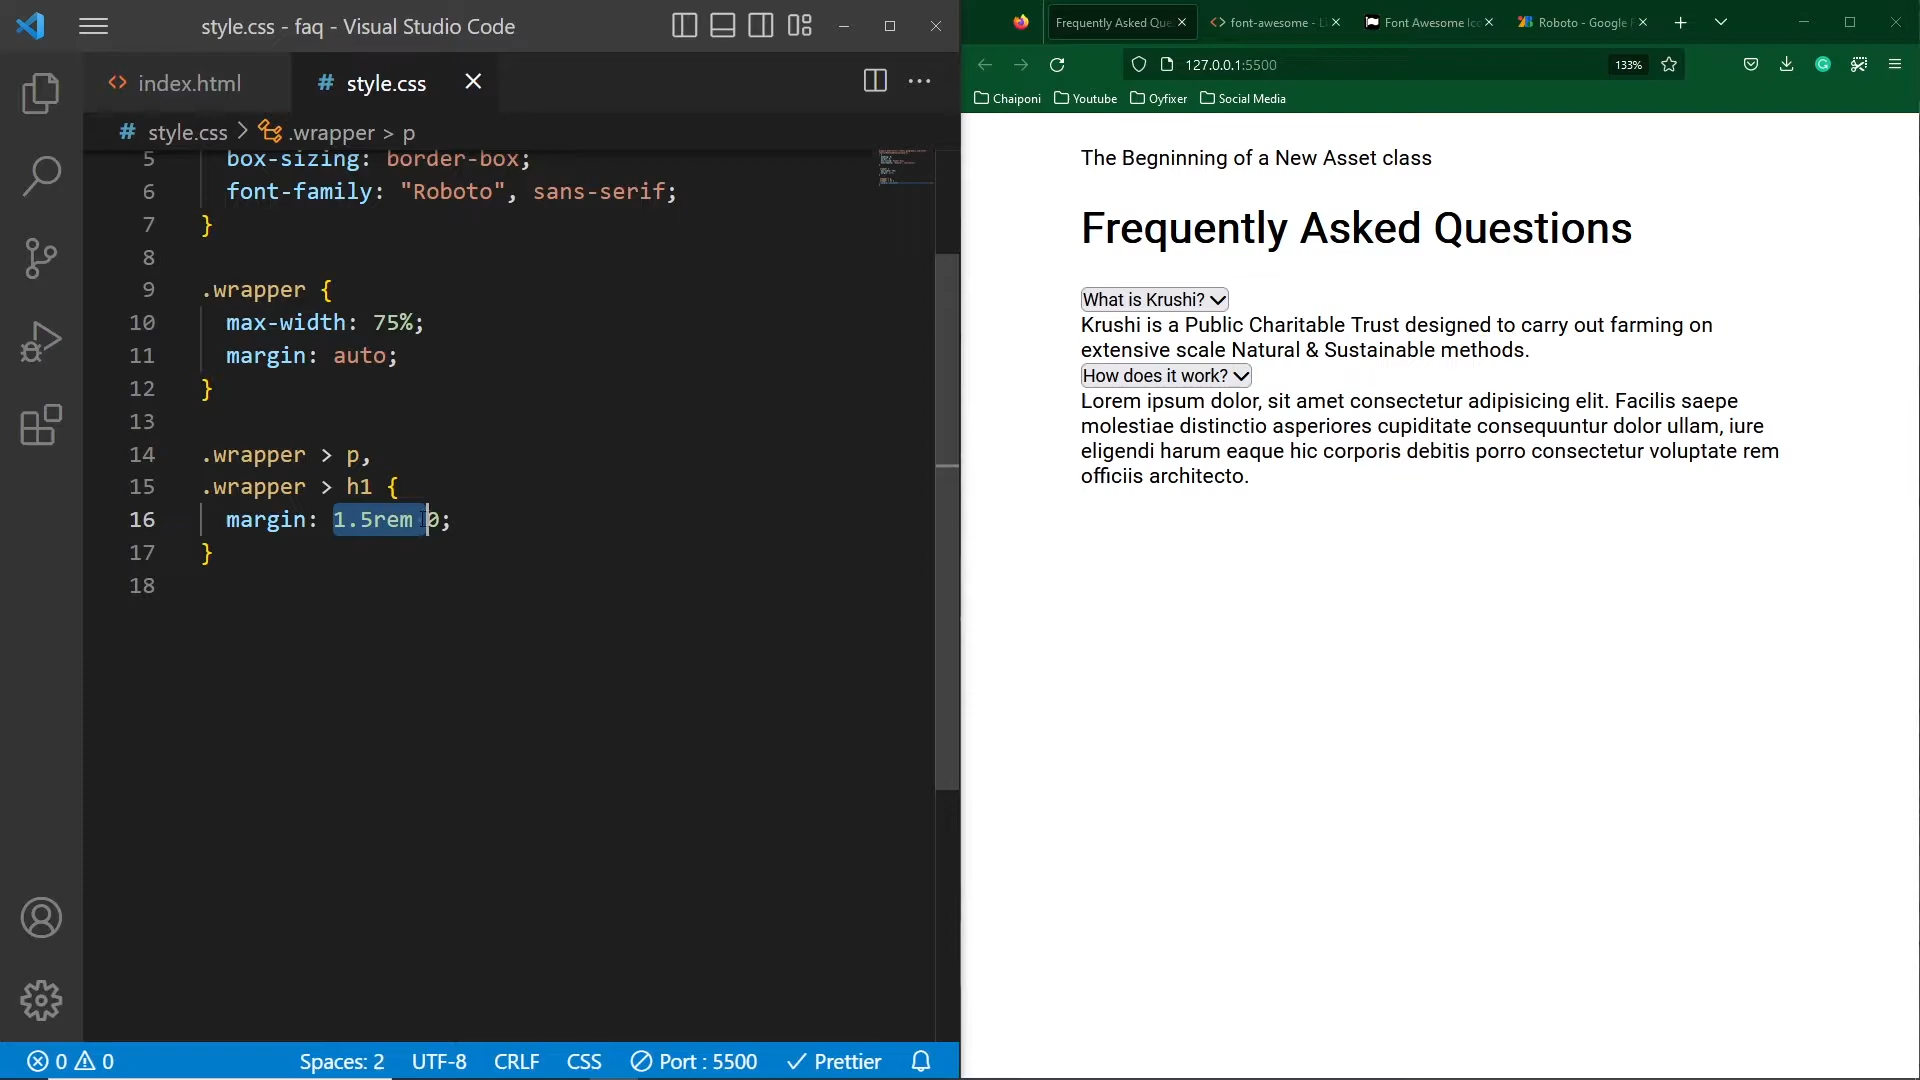 style.css - faq - Visual Studio Code
index.html
# style.css
# style.css > .wrapper > p
5 box-sizing: border-box;
6 font-family: "Roboto", sans-serif;
7 }
8
9 .wrapper {
10 max-width: 75%;
11 margin: auto;
12 }
13
14 .wrapper > p,
15 .wrapper > h1 {
16 margin: 1.5rem 0;
17 }
18
0 0 Spaces: 2 UTF-8 CRLF CSS Port : 5500 Prettier
Frequently Asked Que font-awesome - Font Awesome Roboto - Google
127.0.0.1:5500 133%
Chaiponi Youtube Oyfixer Social Media
The Begninning of a New Asset class
Frequently Asked Questions
What is Krushi?
Krushi is a Public Charitable Trust designed to carry out farming on
extensive scale Natural & Sustainable methods.
How does it work?
Lorem ipsum dolor, sit amet consectetur adipisicing elit. Facilis saepe
molestiae distinctio asperiores cupiditate consequuntur dolor ullam, iure
eligendi harum eaque hic corporis debitis porro consectetur voluptate rem
officiis architecto.